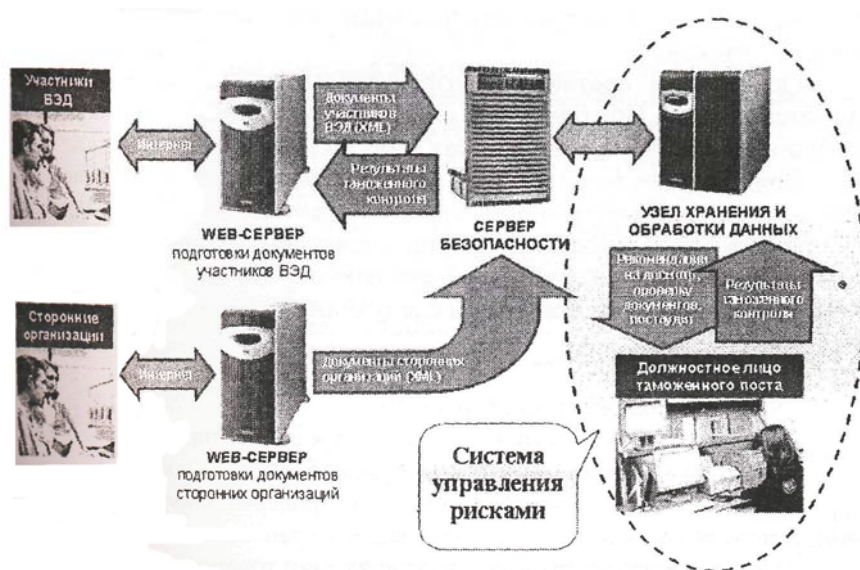 Участники
ВЭД
Интернет
Документы
участников
ВЭД (XML)
Результаты
таможенного
контроля
WEB-СЕРВЕР
подготовки документов
участников ВЭД
СЕРВЕР
БЕЗОПАСНОСТИ
УЗЕЛ ХРАНЕНИЯ И
ОБРАБОТКИ ДАННЫХ
Рекомендации
на досмотр,
проверку
документов,
постаудит
Результаты
таможенного
контроля
Сторонние
организации
Интернет
Документы сторонних
организаций (XML)
WEB-СЕРВЕР
подготовки документов
сторонних организаций
Должностное лицо
таможенного поста
Система
управления
рисками